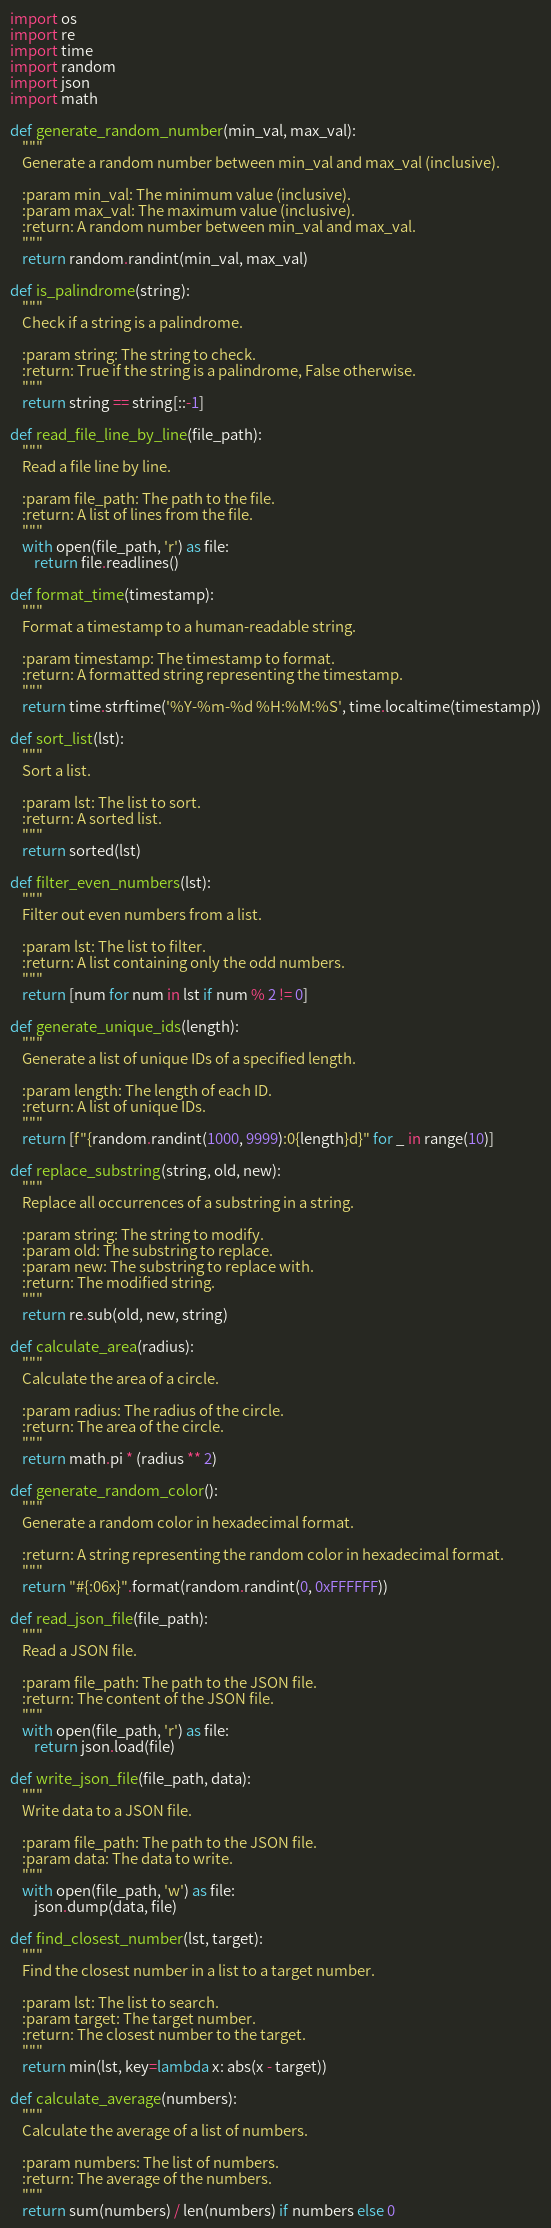 import os
import re
import time
import random
import json
import math

def generate_random_number(min_val, max_val):
    """
    Generate a random number between min_val and max_val (inclusive).

    :param min_val: The minimum value (inclusive).
    :param max_val: The maximum value (inclusive).
    :return: A random number between min_val and max_val.
    """
    return random.randint(min_val, max_val)

def is_palindrome(string):
    """
    Check if a string is a palindrome.

    :param string: The string to check.
    :return: True if the string is a palindrome, False otherwise.
    """
    return string == string[::-1]

def read_file_line_by_line(file_path):
    """
    Read a file line by line.

    :param file_path: The path to the file.
    :return: A list of lines from the file.
    """
    with open(file_path, 'r') as file:
        return file.readlines()

def format_time(timestamp):
    """
    Format a timestamp to a human-readable string.

    :param timestamp: The timestamp to format.
    :return: A formatted string representing the timestamp.
    """
    return time.strftime('%Y-%m-%d %H:%M:%S', time.localtime(timestamp))

def sort_list(lst):
    """
    Sort a list.

    :param lst: The list to sort.
    :return: A sorted list.
    """
    return sorted(lst)

def filter_even_numbers(lst):
    """
    Filter out even numbers from a list.

    :param lst: The list to filter.
    :return: A list containing only the odd numbers.
    """
    return [num for num in lst if num % 2 != 0]

def generate_unique_ids(length):
    """
    Generate a list of unique IDs of a specified length.

    :param length: The length of each ID.
    :return: A list of unique IDs.
    """
    return [f"{random.randint(1000, 9999):0{length}d}" for _ in range(10)]

def replace_substring(string, old, new):
    """
    Replace all occurrences of a substring in a string.

    :param string: The string to modify.
    :param old: The substring to replace.
    :param new: The substring to replace with.
    :return: The modified string.
    """
    return re.sub(old, new, string)

def calculate_area(radius):
    """
    Calculate the area of a circle.

    :param radius: The radius of the circle.
    :return: The area of the circle.
    """
    return math.pi * (radius ** 2)

def generate_random_color():
    """
    Generate a random color in hexadecimal format.

    :return: A string representing the random color in hexadecimal format.
    """
    return "#{:06x}".format(random.randint(0, 0xFFFFFF))

def read_json_file(file_path):
    """
    Read a JSON file.

    :param file_path: The path to the JSON file.
    :return: The content of the JSON file.
    """
    with open(file_path, 'r') as file:
        return json.load(file)

def write_json_file(file_path, data):
    """
    Write data to a JSON file.

    :param file_path: The path to the JSON file.
    :param data: The data to write.
    """
    with open(file_path, 'w') as file:
        json.dump(data, file)

def find_closest_number(lst, target):
    """
    Find the closest number in a list to a target number.

    :param lst: The list to search.
    :param target: The target number.
    :return: The closest number to the target.
    """
    return min(lst, key=lambda x: abs(x - target))

def calculate_average(numbers):
    """
    Calculate the average of a list of numbers.

    :param numbers: The list of numbers.
    :return: The average of the numbers.
    """
    return sum(numbers) / len(numbers) if numbers else 0